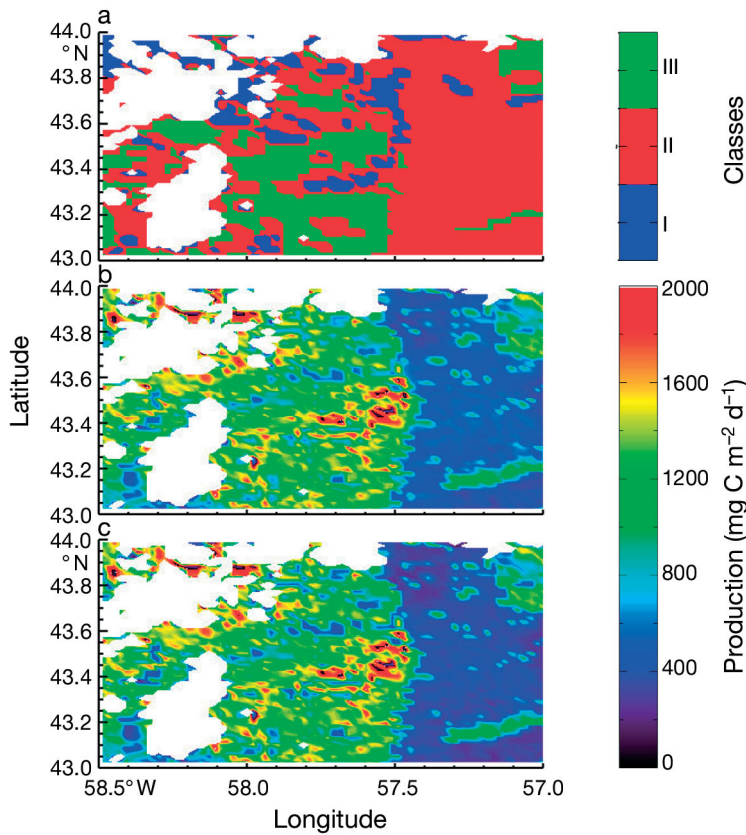 a
44.0
°N
43.8
43.6
43.4
43.2
43.0
III
II
I
Classes
b
44.0
43.8
43.6
43.4
43.2
43.0
Latitude
2000
1600
1200
800
400
0
Production (mg C m⁻² d⁻¹)
c
44.0
°N
43.8
43.6
43.4
43.2
43.0
58.5°W
58.0
57.5
57.0
Longitude